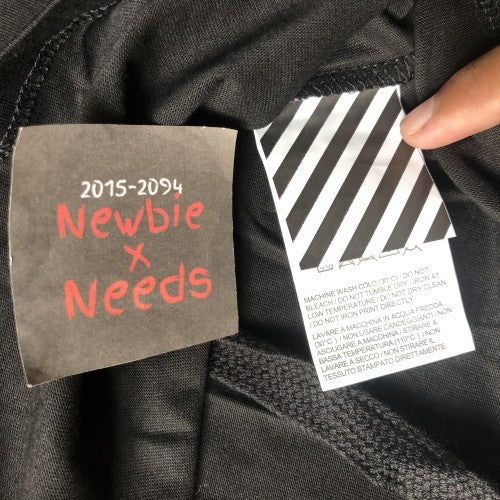 2015-2094
Newbie
x
Needs
MACHINE WASH COLD (30°C) / DO NOT
BLEACH / DO NOT TUMBLE DRY / IRON AT
LOW TEMPERATURE / DO NOT DRY CLEAN
/ DO NOT IRON PRINT DIRECTLY
LAVARE A MACCHINA IN ACQUA FREDDA
(30°C) / NON USARE CANDEGGIANTI / NON
ASCIUGARE A MACCHINA / STIRARE A
BASSA TEMPERATURA (110°C) / NON
LAVARE A SECCO / NON STIRARE IL
TESSUTO STAMPATO DIRETTAMENTE.